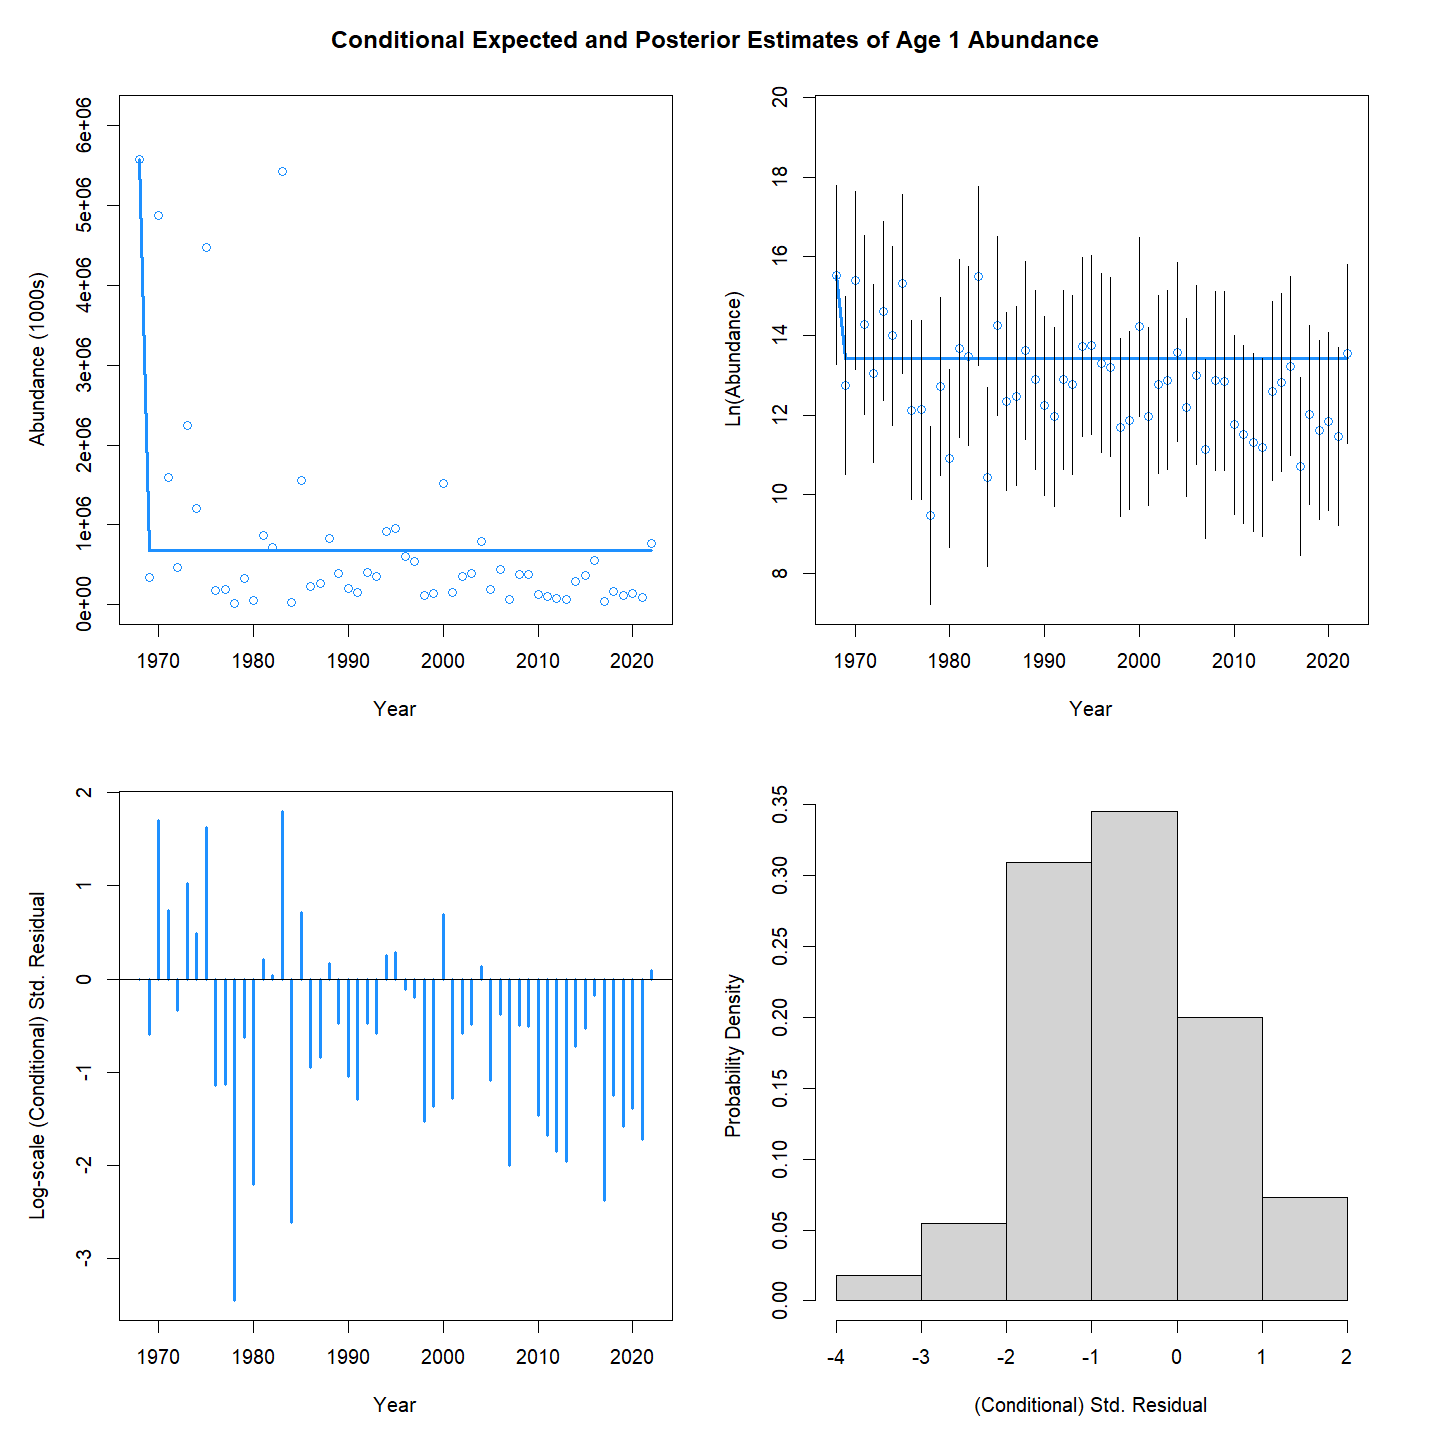 Conditional Expected and Posterior Estimates of Age 1 Abundance
Abundance (1000s)
6e+06
5e+06
4e+06
3e+06
2e+06
1e+06
0e+00
1970 1980 1990 2000 2010 2020
Year
Ln(Abundance)
20
18
16
14
12
10
8
1970 1980 1990 2000 2010 2020
Year
Log-scale (Conditional) Std. Residual
2
1
0
-1
-2
-3
1970 1980 1990 2000 2010 2020
Year
Probability Density
0.35
0.30
0.25
0.20
0.15
0.10
0.05
0.00
-4 -3 -2 -1 0 1 2
(Conditional) Std. Residual